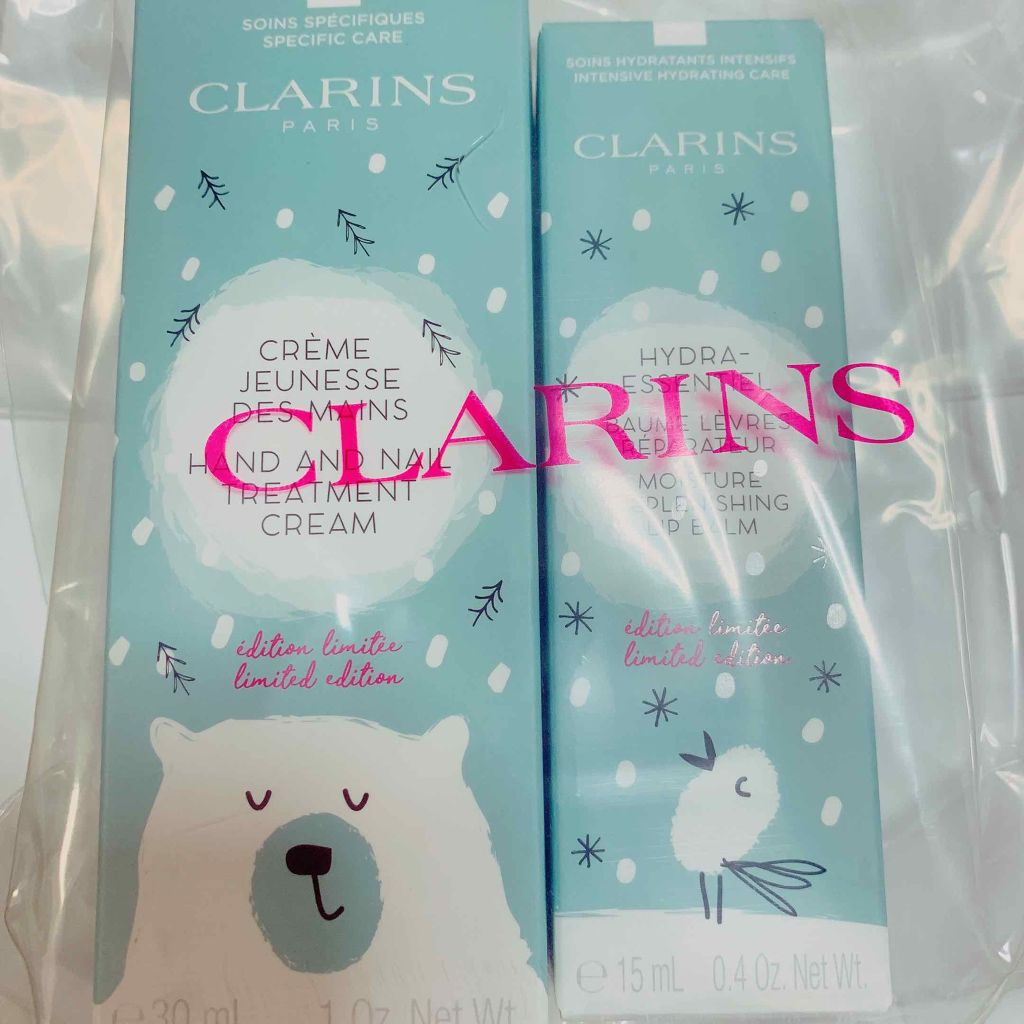 SOINS SPÉCIFIQUES
SPECIFIC CARE
CLARINS
PARIS
CRÈME
JEUNESSE
DES MAINS
HAND AND NAIL
TREATMENT
CREAM
édition limitée
limited edition
30 mL 1 Oz. Net Wt.
SOINS HYDRATANTS INTENSIFS
INTENSIVE HYDRATING CARE
CLARINS
PARIS
HYDRA-
ESSENTIEL
BAUME LÈVRES
RÉPARATEUR
MOISTURE
REPLENISHING
LIP BALM
édition limitée
limited edition
e 15 mL 0.4 Oz. Net Wt.
CLARINS